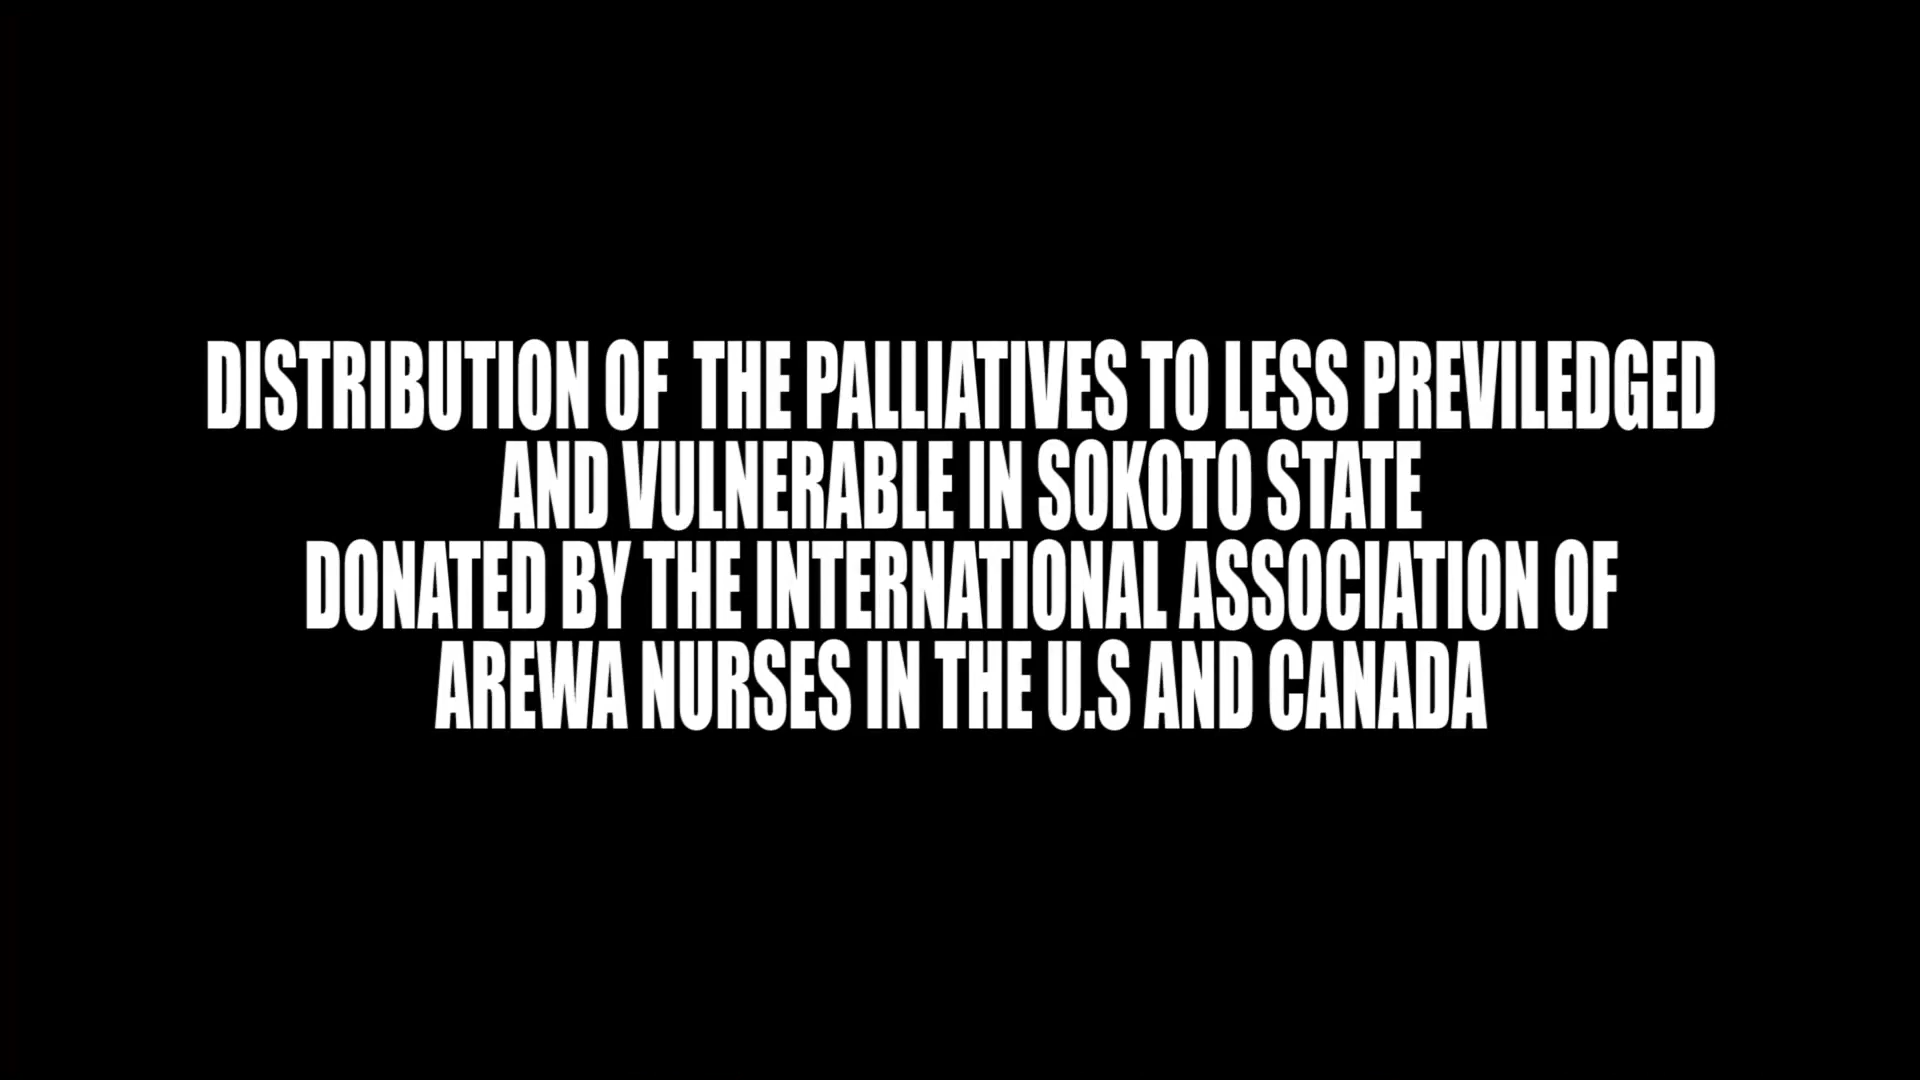 DISTRIBUTION OF THE PALLIATIVES TO LESS PREVILEDGED
AND VULNERABLE IN SOKOTO STATE
DONATED BY THE INTERNATIONAL ASSOCIATION OF
AREWA NURSES IN THE U.S AND CANADA